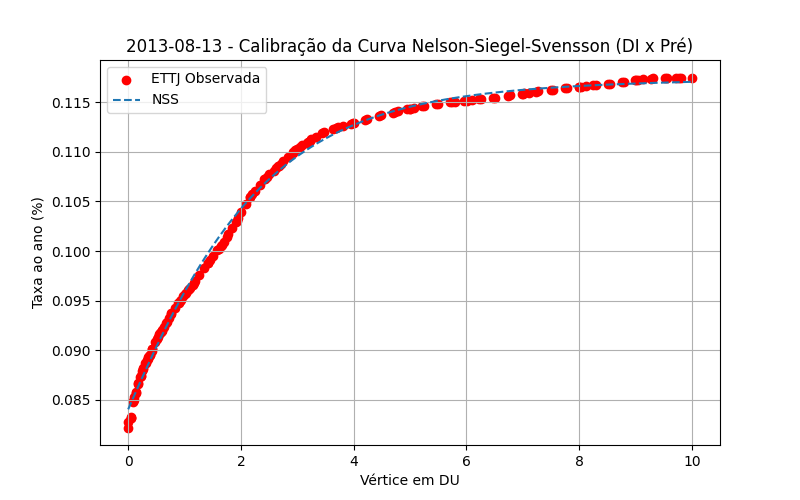 2013-08-13 - Calibração da Curva Nelson-Siegel-Svensson (DI x Pré)
ETTJ Observada
NSS
Taxa ao ano (%)
0.115
0.110
0.105
0.100
0.095
0.090
0.085
0 2 4 6 8 10
Vértice em DU